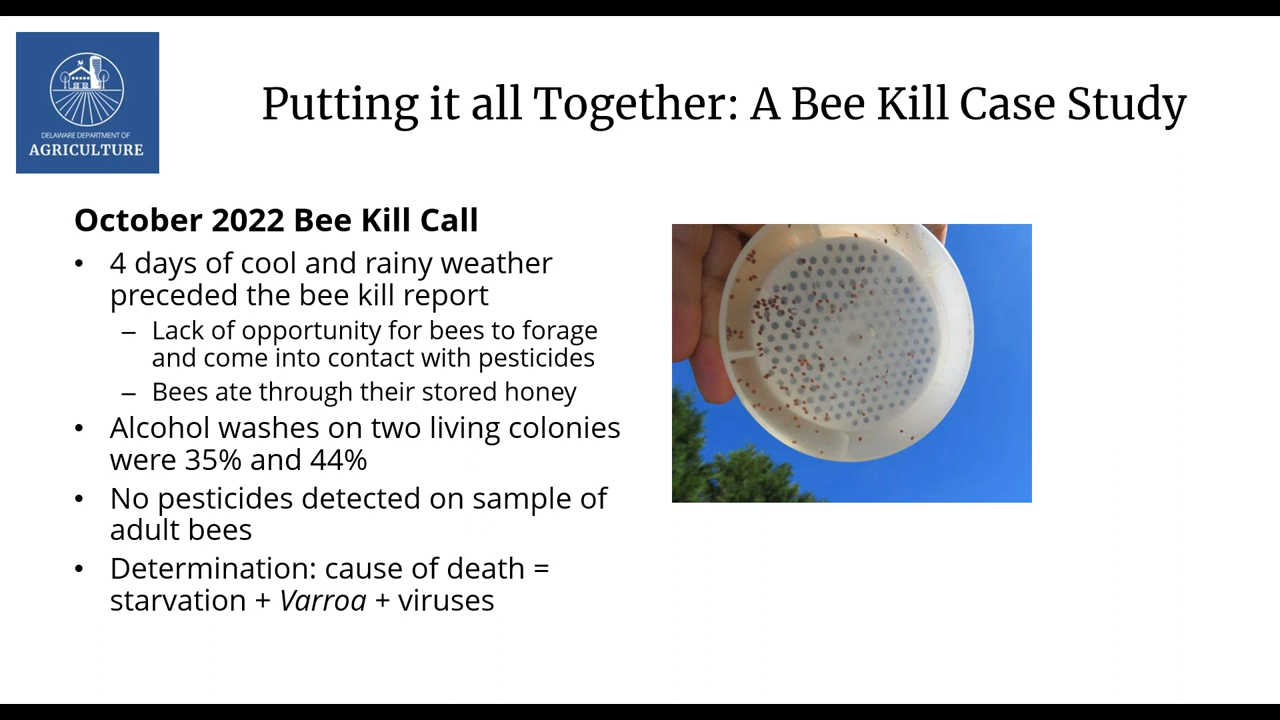 DELAWARE DEPARTMENT OF
AGRICULTURE
Putting it all Together: A Bee Kill Case Study
October 2022 Bee Kill Call
• 4 days of cool and rainy weather
preceded the bee kill report
– Lack of opportunity for bees to forage
and come into contact with pesticides
– Bees ate through their stored honey
• Alcohol washes on two living colonies
were 35% and 44%
• No pesticides detected on sample of
adult bees
• Determination: cause of death =
starvation + Varroa + viruses